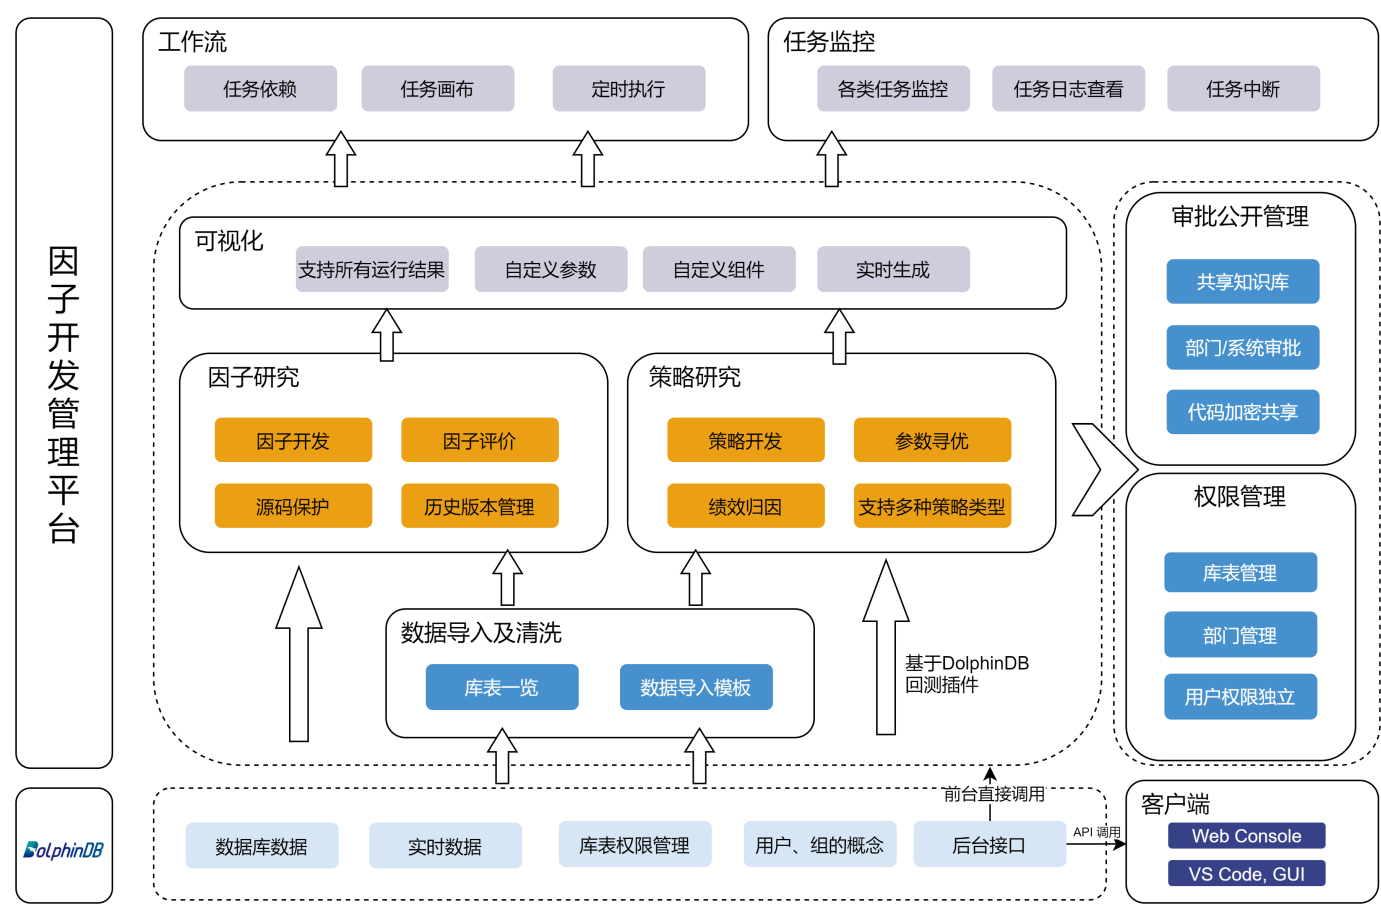 因子开发管理平台
工作流
任务依赖
任务画布
定时执行
任务监控
各类任务监控
任务日志查看
任务中断
可视化
支持所有运行结果
自定义参数
自定义组件
实时生成
因子研究
因子开发
因子评价
源码保护
历史版本管理
策略研究
策略开发
参数寻优
绩效归因
支持多种策略类型
数据导入及清洗
库表一览
数据导入模板
基于DolphinDB
回测插件
审批公开管理
共享知识库
部门/系统审批
代码加密共享
权限管理
库表管理
部门管理
用户权限独立
DolphinDB
数据库数据
实时数据
库表权限管理
用户、组的概念
后台接口
前台直接调用
API 调用
客户端
Web Console
VS Code, GUI